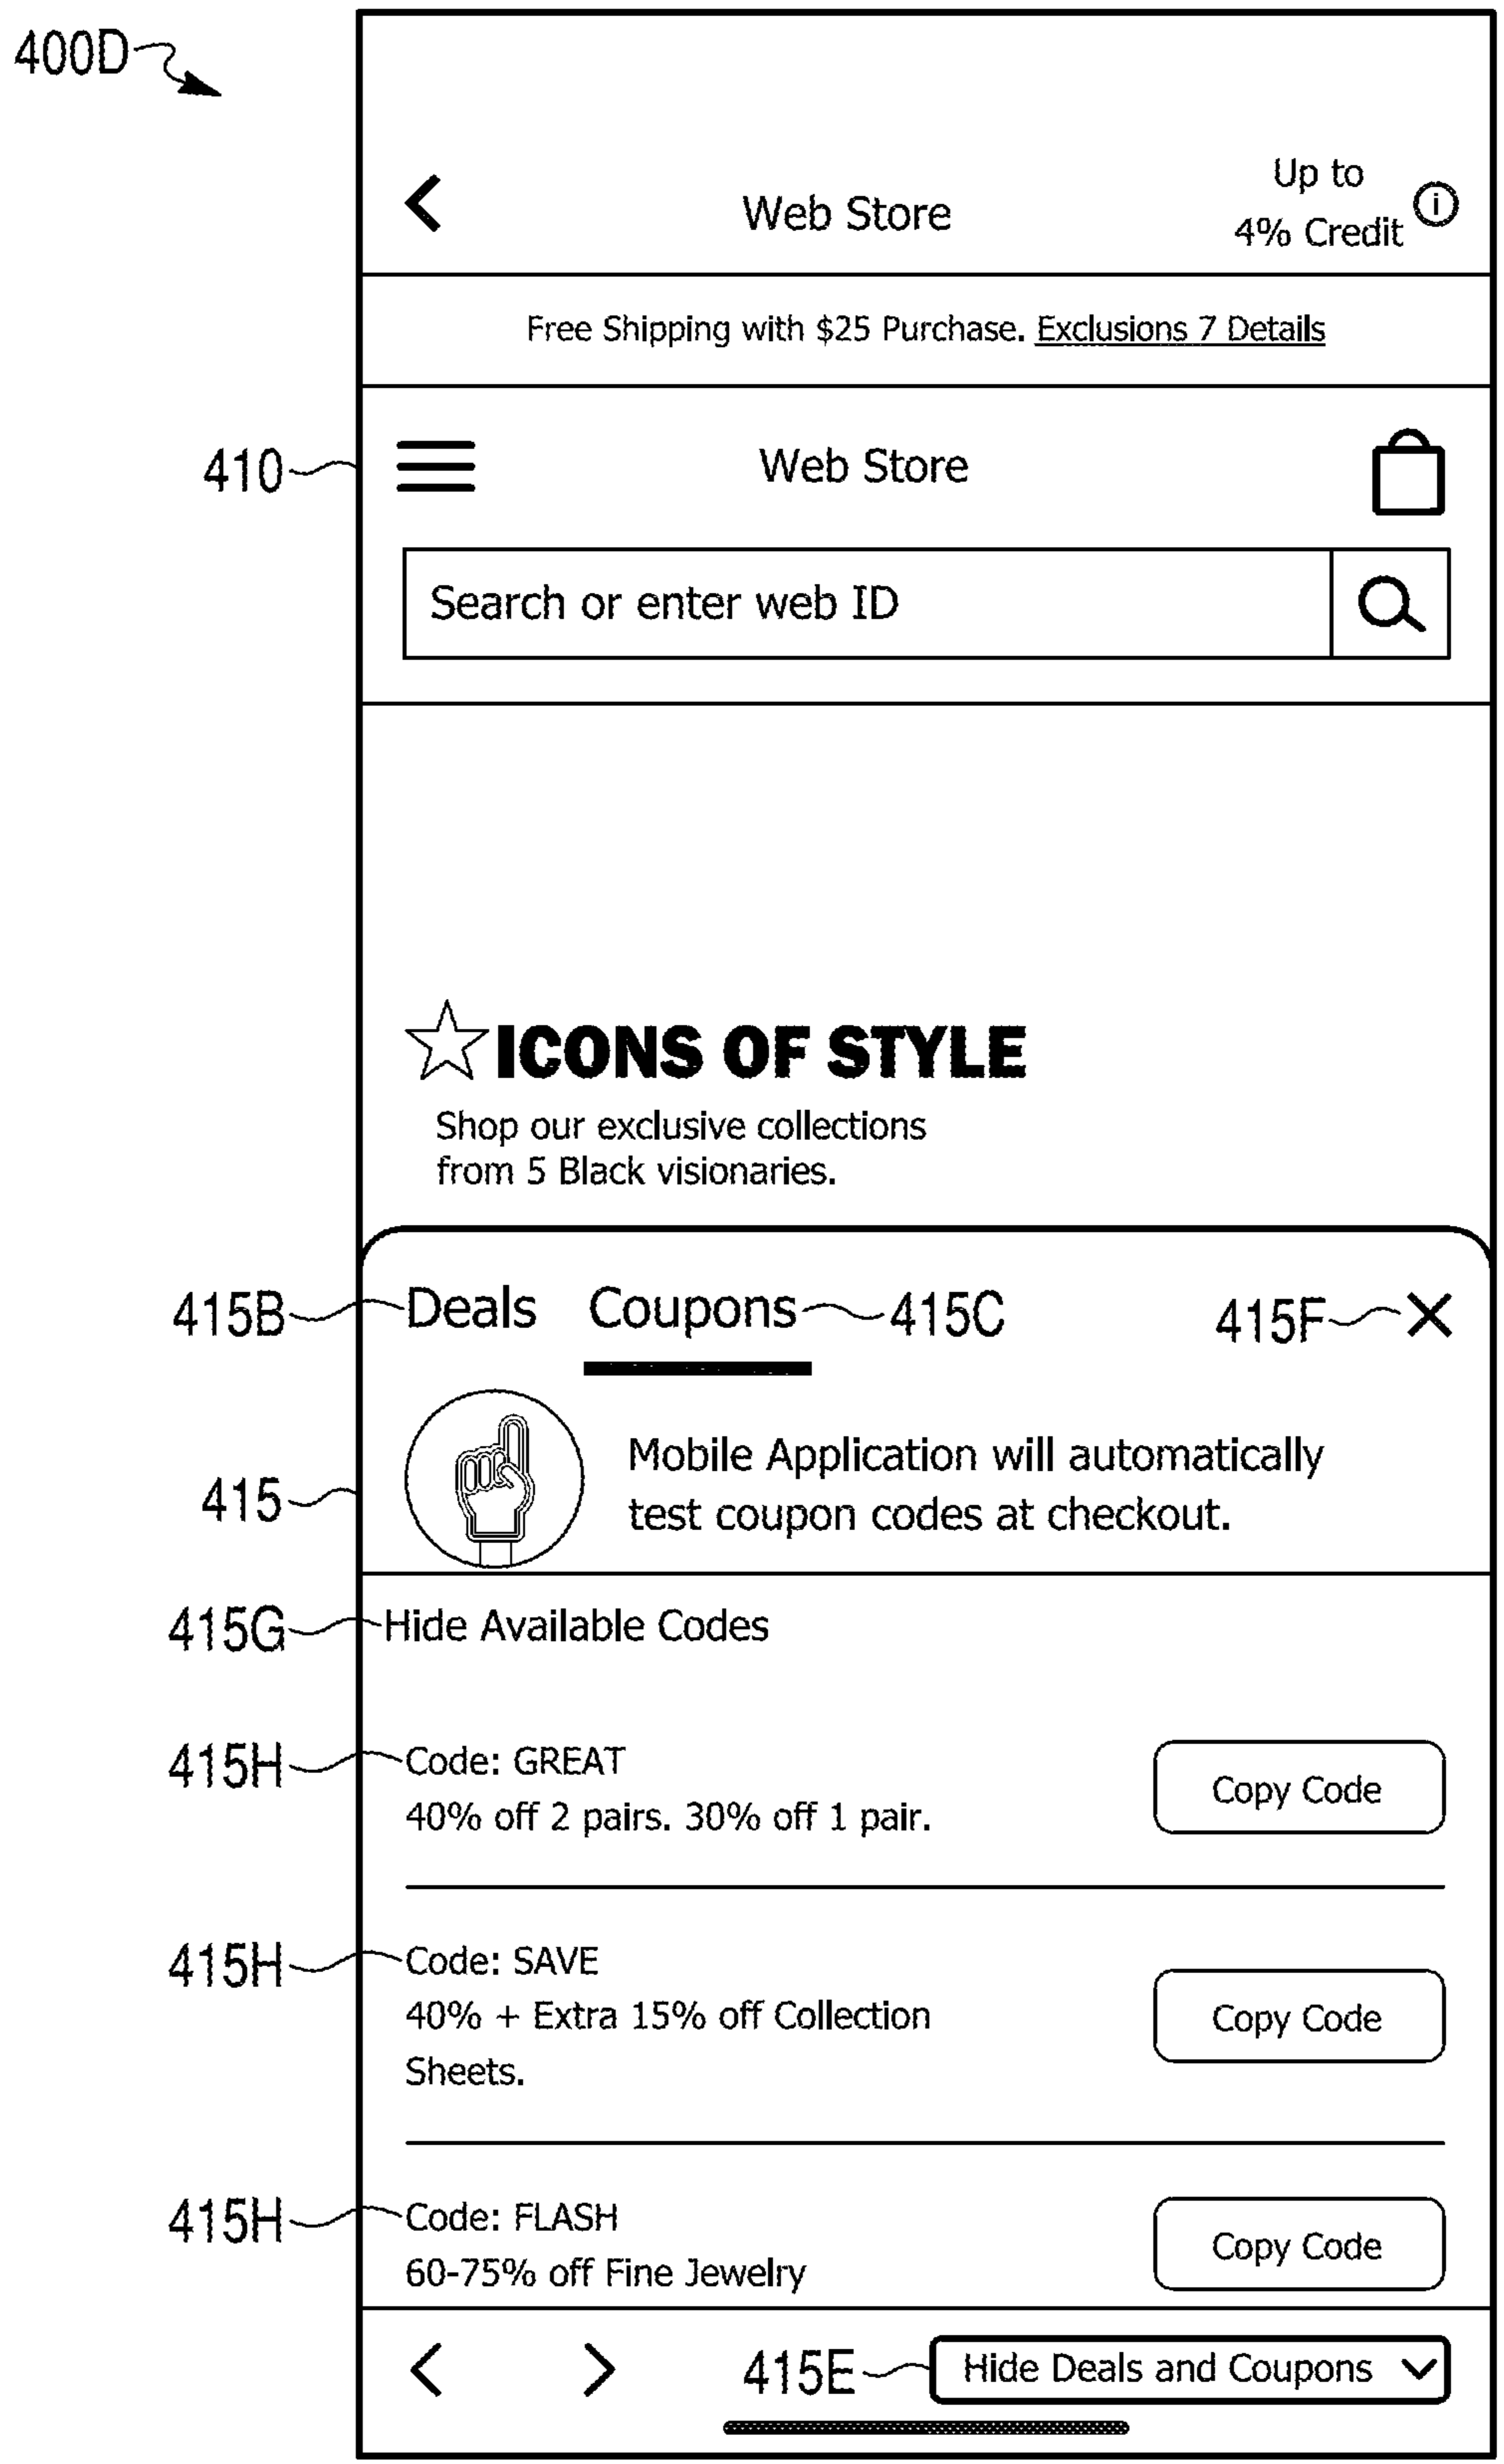 400D
Up to
Web Store
4% Credit
Free Shipping with $25 Purchase. Exclusions 7 Details
410
Web Store
Search or enter web ID
ICONS OF STYLE
Shop our exclusive collections
from 5 Black visionaries.
415B Deals Coupons 415C 415F
415
Mobile Application will automatically
test coupon codes at checkout.
415G Hide Available Codes
415H Code: GREAT
40% off 2 pairs. 30% off 1 pair.
Copy Code
415H Code: SAVE
40% + Extra 15% off Collection
Sheets.
Copy Code
415H Code: FLASH
60-75% off Fine Jewelry
Copy Code
415E Hide Deals and Coupons